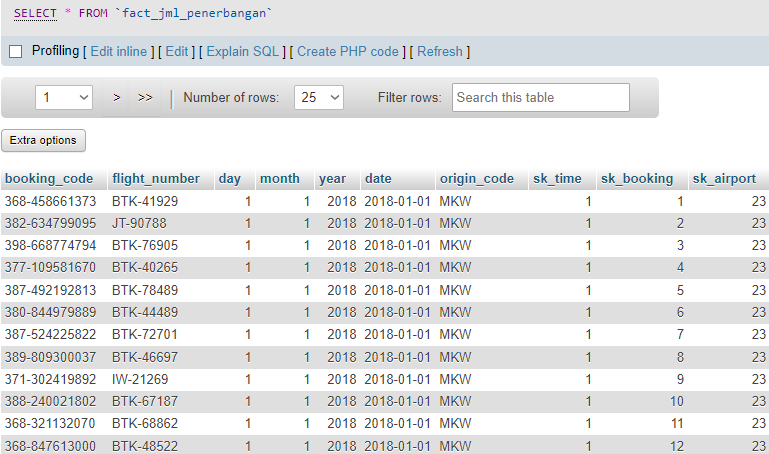 SELECT * FROM `fact_jml_penerbangan`
Profiling [ Edit inline ] [ Edit ] [ Explain SQL ] [ Create PHP code ] [ Refresh ]
1 > >> Number of rows: 25 Filter rows: Search this table
Extra options
booking_code flight_number day month year date origin_code sk_time sk_booking sk_airport
368-458661373 BTK-41929 1 1 2018 2018-01-01 MKW 1 1 23
382-634799095 JT-90788 1 1 2018 2018-01-01 MKW 1 2 23
398-668774794 BTK-76905 1 1 2018 2018-01-01 MKW 1 3 23
377-109581670 BTK-40265 1 1 2018 2018-01-01 MKW 1 4 23
387-492192813 BTK-78489 1 1 2018 2018-01-01 MKW 1 5 23
380-844979889 BTK-44489 1 1 2018 2018-01-01 MKW 1 6 23
387-524225822 BTK-72701 1 1 2018 2018-01-01 MKW 1 7 23
389-809300037 BTK-46697 1 1 2018 2018-01-01 MKW 1 8 23
371-302419892 IW-21269 1 1 2018 2018-01-01 MKW 1 9 23
388-240021802 BTK-67187 1 1 2018 2018-01-01 MKW 1 10 23
368-321132070 BTK-68862 1 1 2018 2018-01-01 MKW 1 11 23
368-847613000 BTK-48522 1 1 2018 2018-01-01 MKW 1 12 23